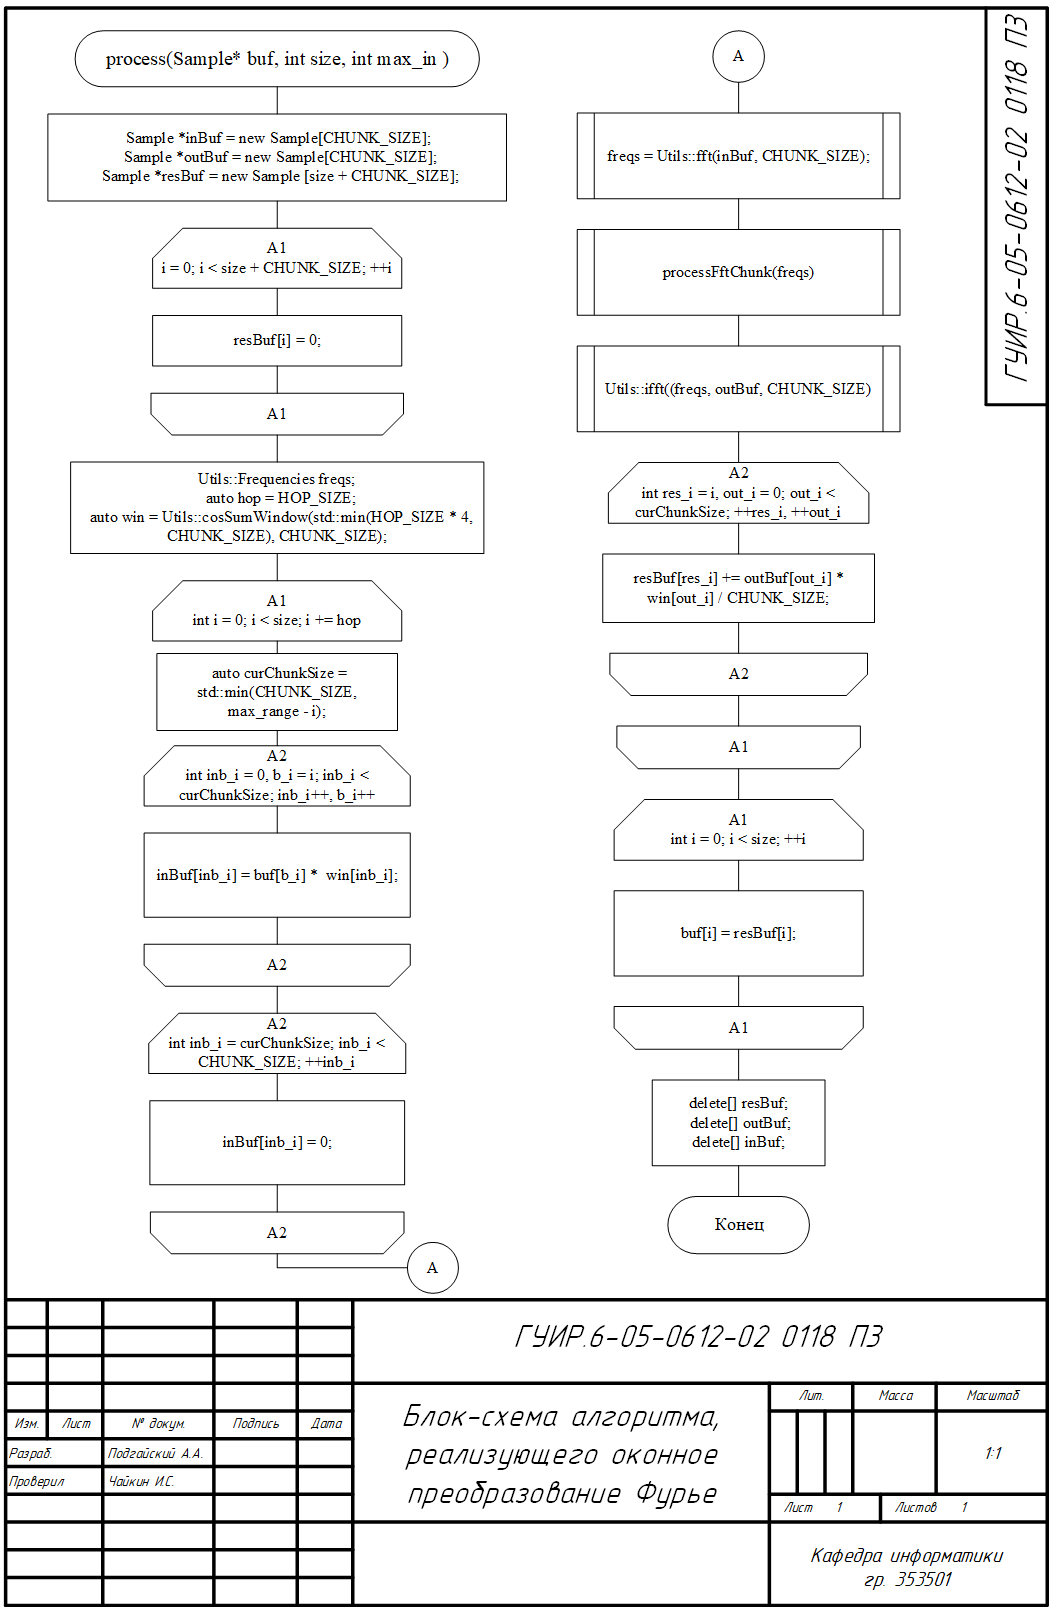 process(Sample* buf, int size, int max_in )
Sample *inBuf = new Sample[CHUNK_SIZE];
Sample *outBuf = new Sample[CHUNK_SIZE];
Sample *resBuf = new Sample [size + CHUNK_SIZE];
A1
i = 0; i < size + CHUNK_SIZE; ++i
resBuf[i] = 0;
A1
Utils::Frequencies freqs;
auto hop = HOP_SIZE;
auto win = Utils::cosSumWindow(std::min(HOP_SIZE * 4,
CHUNK_SIZE), CHUNK_SIZE);
A1
int i = 0; i < size; i += hop
auto curChunkSize =
std::min(CHUNK_SIZE,
max_range - i);
A2
int inb_i = 0, b_i = i; inb_i <
curChunkSize; inb_i++, b_i++
inBuf[inb_i] = buf[b_i] * win[inb_i];
A2
A2
int inb_i = curChunkSize; inb_i <
CHUNK_SIZE; ++inb_i
inBuf[inb_i] = 0;
A2
A
A
freqs = Utils::fft(inBuf, CHUNK_SIZE);
processFftChunk(freqs)
Utils::ifft((freqs, outBuf, CHUNK_SIZE)
A2
int res_i = i, out_i = 0; out_i <
curChunkSize; ++res_i, ++out_i
resBuf[res_i] += outBuf[out_i] *
win[out_i] / CHUNK_SIZE;
A2
A1
A1
int i = 0; i < size; ++i
buf[i] = resBuf[i];
A1
delete[] resBuf;
delete[] outBuf;
delete[] inBuf;
Конец
ГУИР.6-05-0612-02 0118 ПЗ
ГУИР.6-05-0612-02 0118 ПЗ
Изм. Лист № докум. Подпись Дата
Разраб. Подгайский А.А.
Проверил Чайкин И.С.
Блок-схема алгоритма,
реализующего оконное
преобразование Фурье
Лит. Масса Масштаб
1:1
Лист 1 Листов 1
Кафедра информатики
гр. 353501